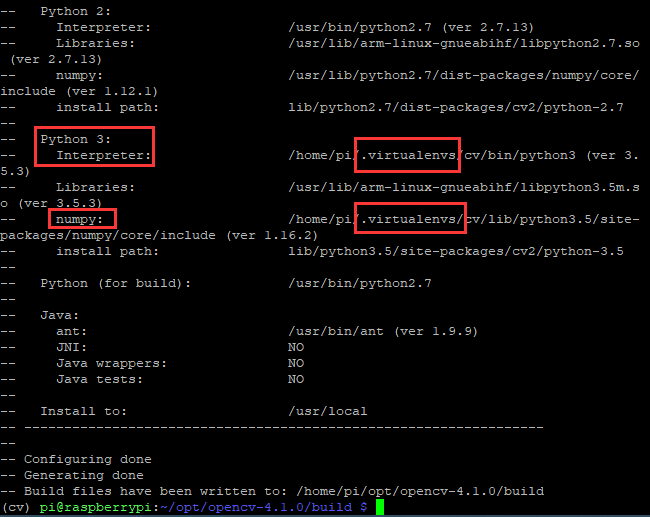 --   Python 2:
--     Interpreter:                 /usr/bin/python2.7 (ver 2.7.13)
--     Libraries:                   /usr/lib/arm-linux-gnueabihf/libpython2.7.so
 (ver 2.7.13)
--     numpy:                       /usr/lib/python2.7/dist-packages/numpy/core/
include (ver 1.12.1)
--     install path:                lib/python2.7/dist-packages/cv2/python-2.7
--
--   Python 3:
--     Interpreter:                 /home/pi/.virtualenvs/cv/bin/python3 (ver 3.
5.3)
--     Libraries:                   /usr/lib/arm-linux-gnueabihf/libpython3.5m.s
o (ver 3.5.3)
--     numpy:                       /home/pi/.virtualenvs/cv/lib/python3.5/site-
packages/numpy/core/include (ver 1.16.2)
--     install path:                lib/python3.5/site-packages/cv2/python-3.5
--
--   Python (for build):            /usr/bin/python2.7
--
--   Java:
--     ant:                         /usr/bin/ant (ver 1.9.9)
--     JNI:                         NO
--     Java wrappers:               NO
--     Java tests:                  NO
--
--   Install to:                    /usr/local
-- -----------------------------------------------------------------
--
-- Configuring done
-- Generating done
-- Build files have been written to: /home/pi/opt/opencv-4.1.0/build
(cv) pi@raspberrypi:~/opt/opencv-4.1.0/build $